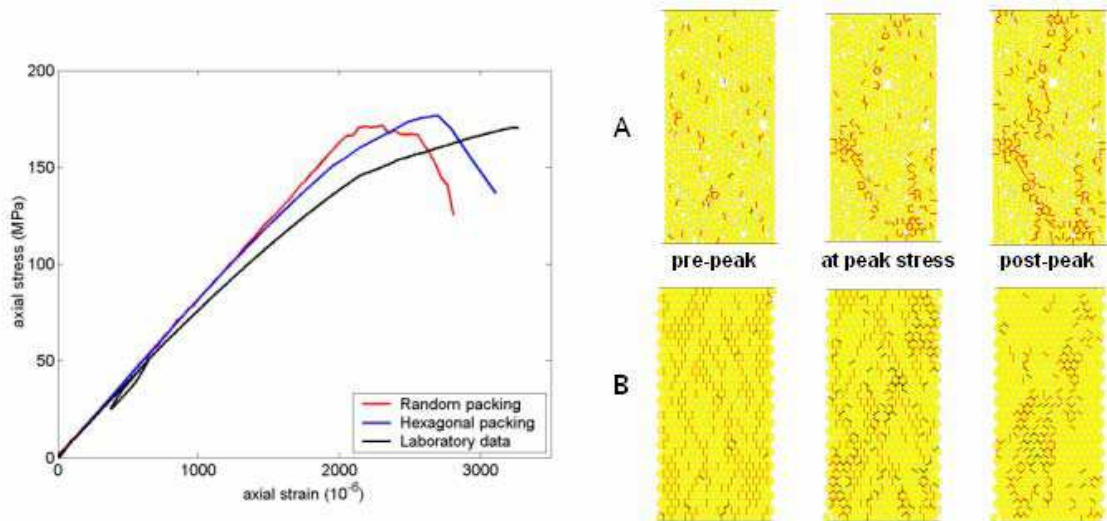 200
150
100
50
0
0
1000
2000
3000
axial stress (MPa)
axial strain (10⁻⁶)
Random packing
Hexagonal packing
Laboratory data
A
pre-peak
at peak stress
post-peak
B